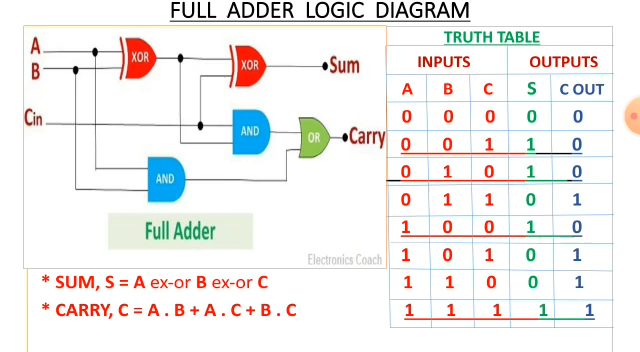 FULL ADDER LOGIC DIAGRAM
A
B
Cin
XOR
XOR
Sum
AND
OR
Carry
AND
Full Adder
Electronics Coach
* SUM, S = A ex-or B ex-or C
* CARRY, C = A . B + A . C + B . C
TRUTH TABLE
INPUTS OUTPUTS
A B C S C OUT
0 0 0 0 0
0 0 1 1 0
0 1 0 1 0
0 1 1 0 1
1 0 0 1 0
1 0 1 0 1
1 1 0 0 1
1 1 1 1 1